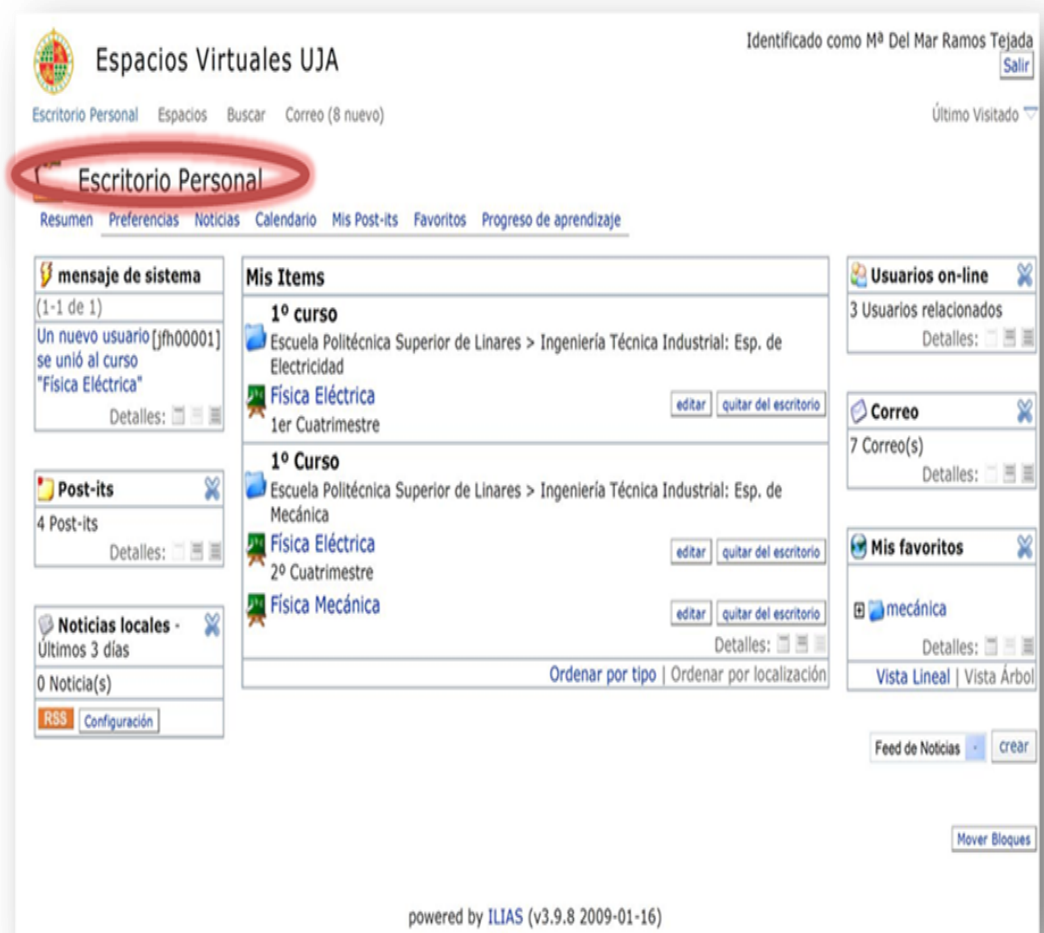 Espacios Virtuales UJA
Identificado como Mª Del Mar Ramos Tejada
Salir
Escritorio Personal Espacios Buscar Correo (8 nuevo)
Último Visitado
Escritorio Personal
Resumen Preferencias Noticias Calendario Mis Post-its Favoritos Progreso de aprendizaje
mensaje de sistema
(1-1 de 1)
Un nuevo usuario [jfh00001]
se unió al curso
"Física Eléctrica"
Detalles:
Post-its
4 Post-its
Detalles:
Noticias locales -
Últimos 3 días
0 Noticia(s)
RSS Configuración
Mis Items
1º curso
Escuela Politécnica Superior de Linares > Ingeniería Técnica Industrial: Esp. de
Electricidad
Física Eléctrica
editar quitar del escritorio
1er Cuatrimestre
1º Curso
Escuela Politécnica Superior de Linares > Ingeniería Técnica Industrial: Esp. de
Mecánica
Física Eléctrica
editar quitar del escritorio
2º Cuatrimestre
Física Mecánica
editar quitar del escritorio
Detalles:
Ordenar por tipo | Ordenar por localización
Usuarios on-line
3 Usuarios relacionados
Detalles:
Correo
7 Correo(s)
Detalles:
Mis favoritos
mecánica
Detalles:
Vista Lineal | Vista Árbol
Feed de Noticias crear
Mover Bloques
powered by ILIAS (v3.9.8 2009-01-16)